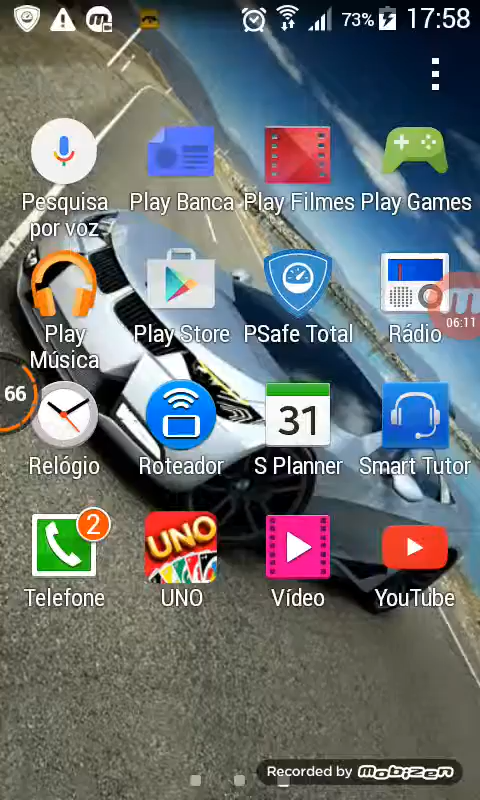 73% 17:58
Pesquisa por voz
Play Banca
Play Filmes
Play Games
Play Música
Play Store
PSafe Total
Rádio
06:11
66
Relógio
Roteador
31
S Planner
Smart Tutor
2
Telefone
UNO
UNO
Vídeo
YouTube
Recorded by mobizen